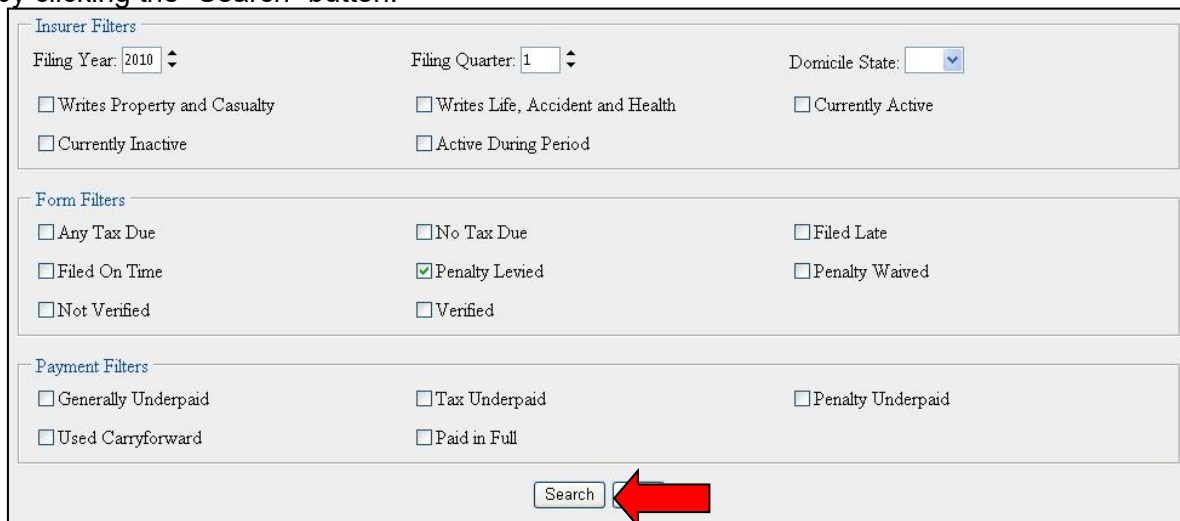 by clicking the "Search" button.
Insurer Filters
Filing Year: 2010 Filing Quarter: 1 Domicile State:
Writes Property and Casualty Writes Life, Accident and Health Currently Active
Currently Inactive Active During Period
Form Filters
Any Tax Due No Tax Due Filed Late
Filed On Time Penalty Levied Penalty Waived
Not Verified Verified
Payment Filters
Generally Underpaid Tax Underpaid Penalty Underpaid
Used Carryforward Paid in Full
Search